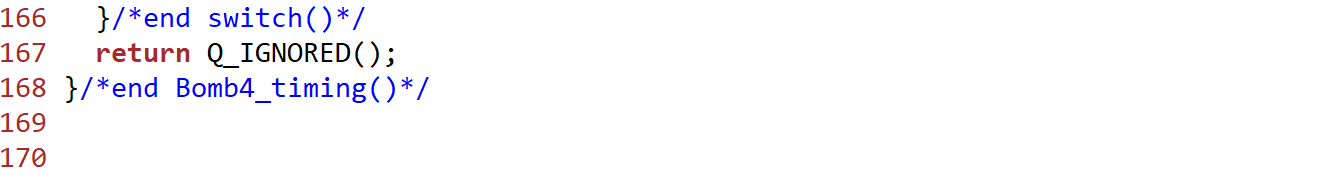 166   }/*end switch()*/
167   return Q_IGNORED();
168 }/*end Bomb4_timing()*/
169
170